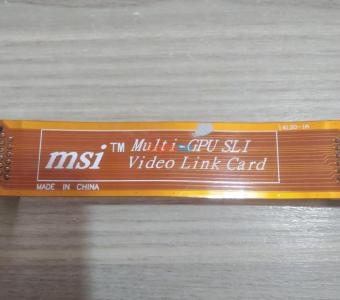 msi™ Multi-GPU SLI
Video Link Card
MADE IN CHINA